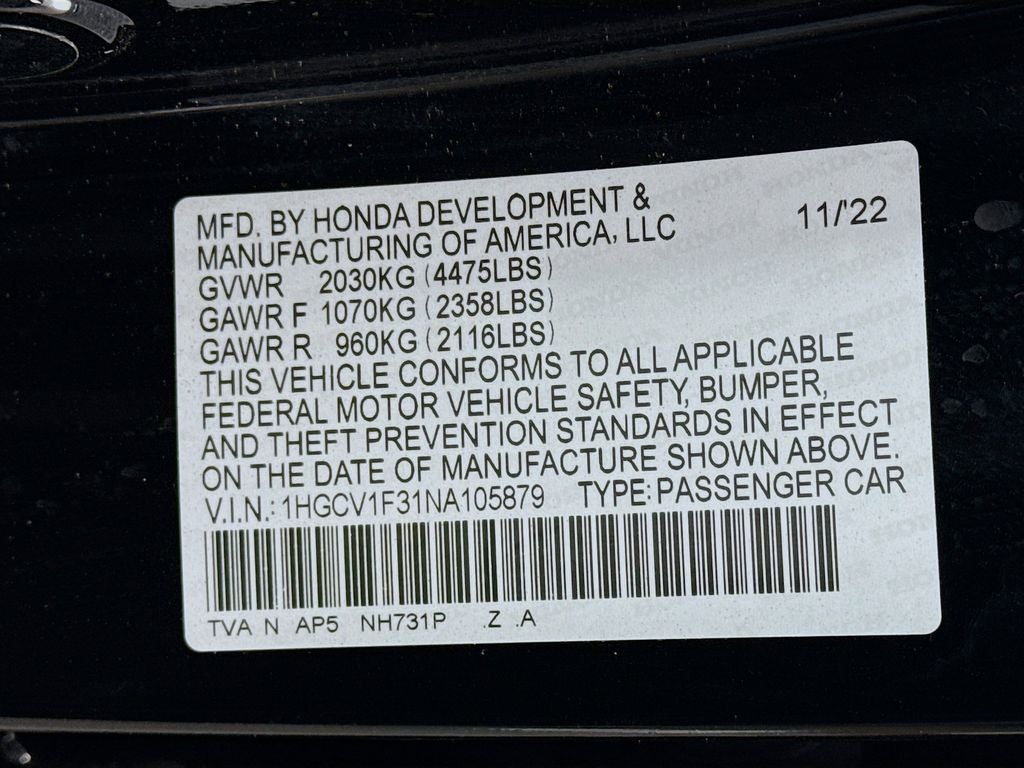 MFD. BY HONDA DEVELOPMENT &
MANUFACTURING OF AMERICA, LLC 11/'22
GVWR 2030KG (4475LBS)
GAWR F 1070KG (2358LBS)
GAWR R 960KG (2116LBS)
THIS VEHICLE CONFORMS TO ALL APPLICABLE
FEDERAL MOTOR VEHICLE SAFETY, BUMPER,
AND THEFT PREVENTION STANDARDS IN EFFECT
ON THE DATE OF MANUFACTURE SHOWN ABOVE.
V.I.N.: 1HGCV1F31NA105879 TYPE: PASSENGER CAR
TVA N AP5 NH731P .Z .A